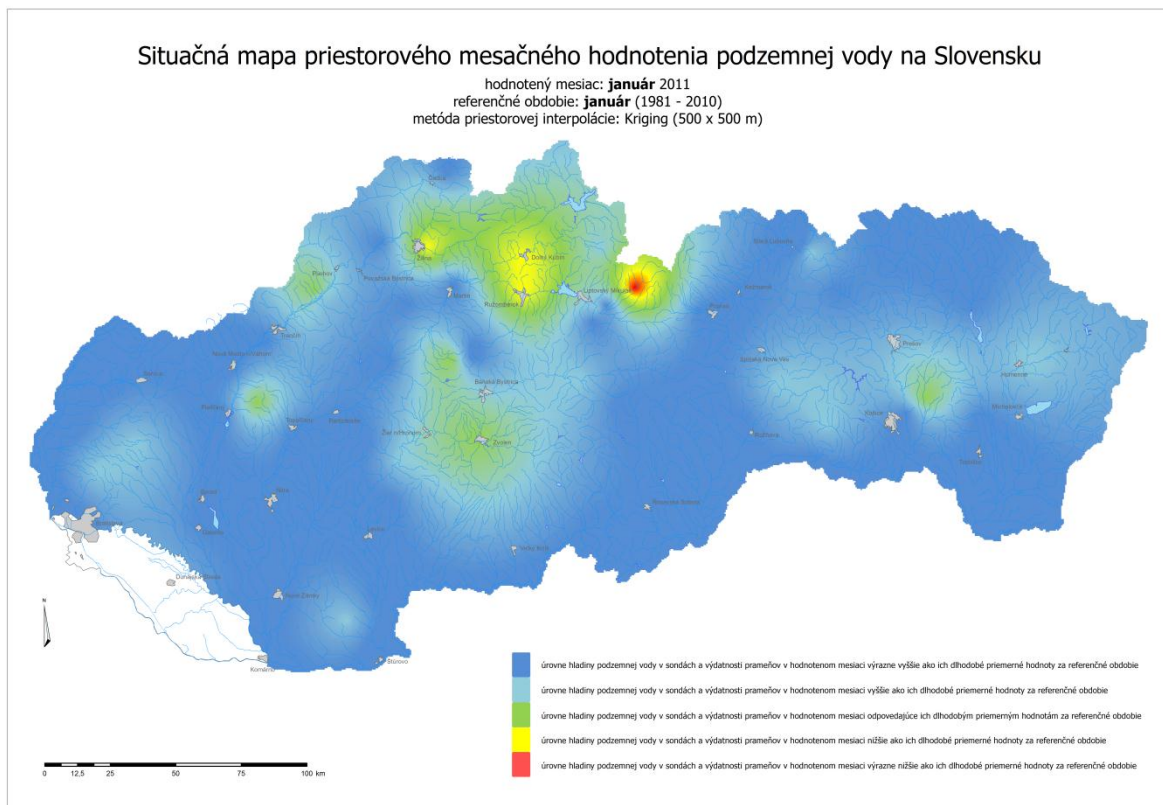 Situačná mapa priestorového mesačného hodnotenia podzemnej vody na Slovensku
hodnotený mesiac: január 2011
referenčné obdobie: január (1981 - 2010)
metóda priestorovej interpolácie: Kriging (500 x 500 m)
Čadca
Žilina
Dolný Kubín
Púchov
Považská Bystrica
Martin
Ružomberok
Liptovský Mikuláš
Stará Ľubovňa
Kežmarok
Poprad
Trenčín
Nové Mesto n/Váhom
Spišská Nová Ves
Prešov
Humenné
Senica
Banská Bystrica
Piešťany
Topoľčany
Partizánske
Žiar n/Hronom
Zvolen
Košice
Michalovce
Rožňava
Trebišov
Nitra
Rimavská Sobota
Bratislava
Levice
Veľký Krtíš
Dunajská Streda
Nové Zámky
N
Komárno
Štúrovo
úrovne hladiny podzemnej vody v sondách a výdatnosti prameňov v hodnotenom mesiaci výrazne vyššie ako ich dlhodobé priemerné hodnoty za referenčné obdobie
úrovne hladiny podzemnej vody v sondách a výdatnosti prameňov v hodnotenom mesiaci vyššie ako ich dlhodobé priemerné hodnoty za referenčné obdobie
úrovne hladiny podzemnej vody v sondách a výdatnosti prameňov v hodnotenom mesiaci odpovedajúce ich dlhodobým priemerným hodnotám za referenčné obdobie
úrovne hladiny podzemnej vody v sondách a výdatnosti prameňov v hodnotenom mesiaci nižšie ako ich dlhodobé priemerné hodnoty za referenčné obdobie
úrovne hladiny podzemnej vody v sondách a výdatnosti prameňov v hodnotenom mesiaci výrazne nižšie ako ich dlhodobé priemerné hodnoty za referenčné obdobie
0 12,5 25 50 75 100 km